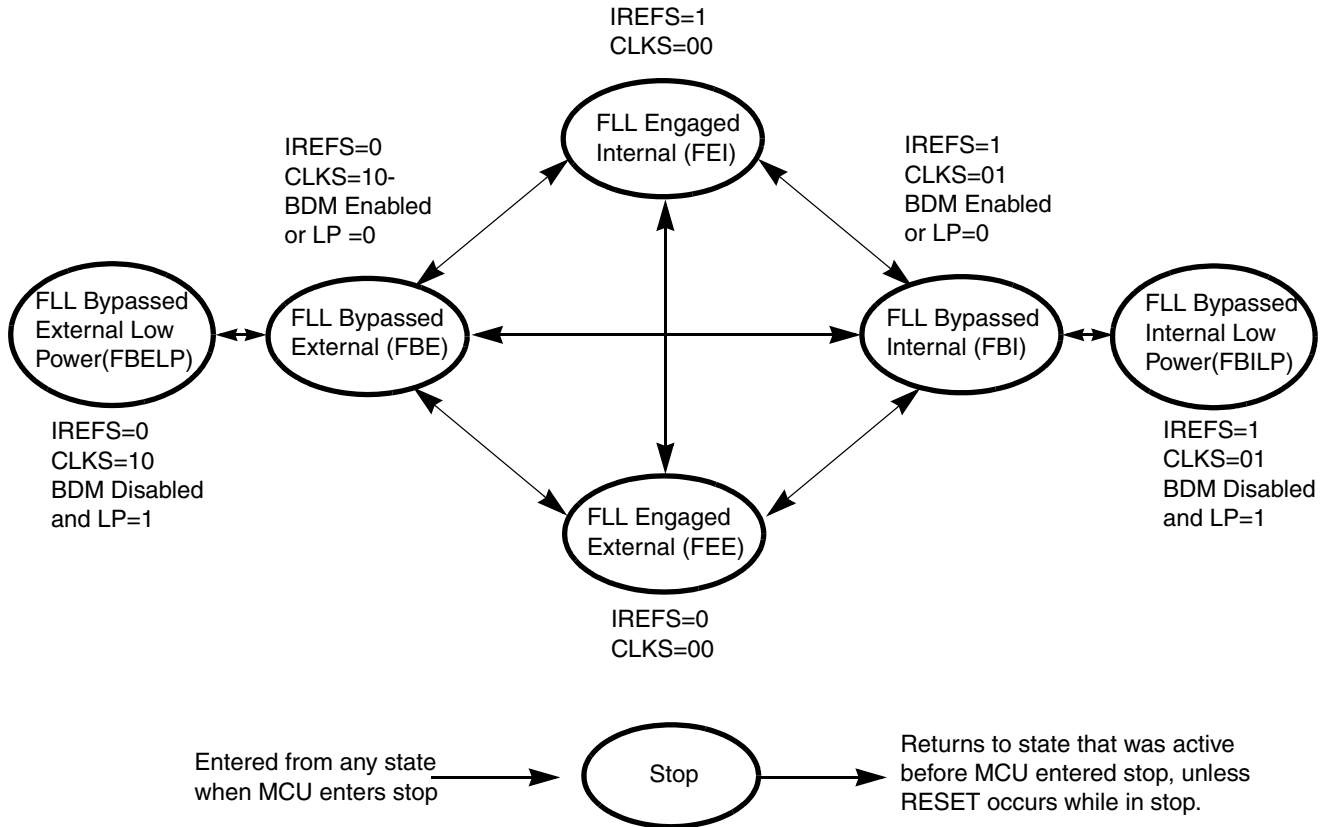 IREFS=1
CLKS=00
FLL Engaged
Internal (FEI)
IREFS=0
CLKS=10-
BDM Enabled
or LP =0
IREFS=1
CLKS=01
BDM Enabled
or LP=0
FLL Bypassed
External Low
Power(FBELP)
FLL Bypassed
External (FBE)
FLL Bypassed
Internal (FBI)
FLL Bypassed
Internal Low
Power(FBILP)
IREFS=0
CLKS=10
BDM Disabled
and LP=1
FLL Engaged
External (FEE)
IREFS=1
CLKS=01
BDM Disabled
and LP=1
IREFS=0
CLKS=00
Entered from any state
when MCU enters stop
Stop
Returns to state that was active
before MCU entered stop, unless
RESET occurs while in stop.